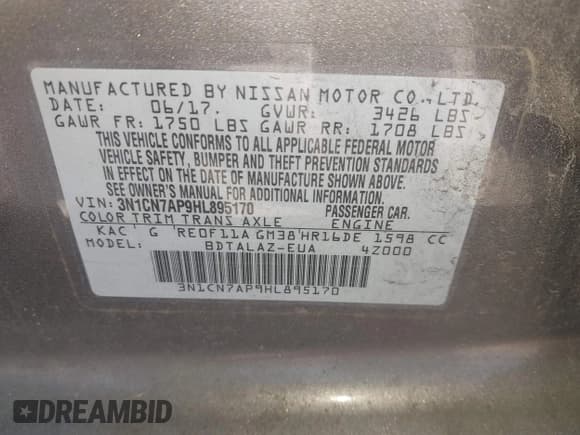 MANUFACTURED BY NISSAN MOTOR CO.,LTD.
DATE: 06/17. GVWR: 3426 LBS
GAWR FR: 1750 LBS GAWR RR: 1708 LBS
THIS VEHICLE CONFORMS TO ALL APPLICABLE FEDERAL MOTOR
VEHICLE SAFETY, BUMPER AND THEFT PREVENTION STANDARDS
IN EFFECT ON THE DATE OF MANUFACTURE SHOWN ABOVE.
SEE OWNER'S MANUAL FOR ADDITIONAL INFORMATION.
VIN: 3N1CN7AP9HL895170 PASSENGER CAR.
COLOR TRIM TRANS AXLE ENGINE
KAC G RE0F11A GM38 HR16DE 1598 CC
MODEL: BDTALAZ-EUA 4Z000
3N1CN7AP9HL895170
DREAMBID